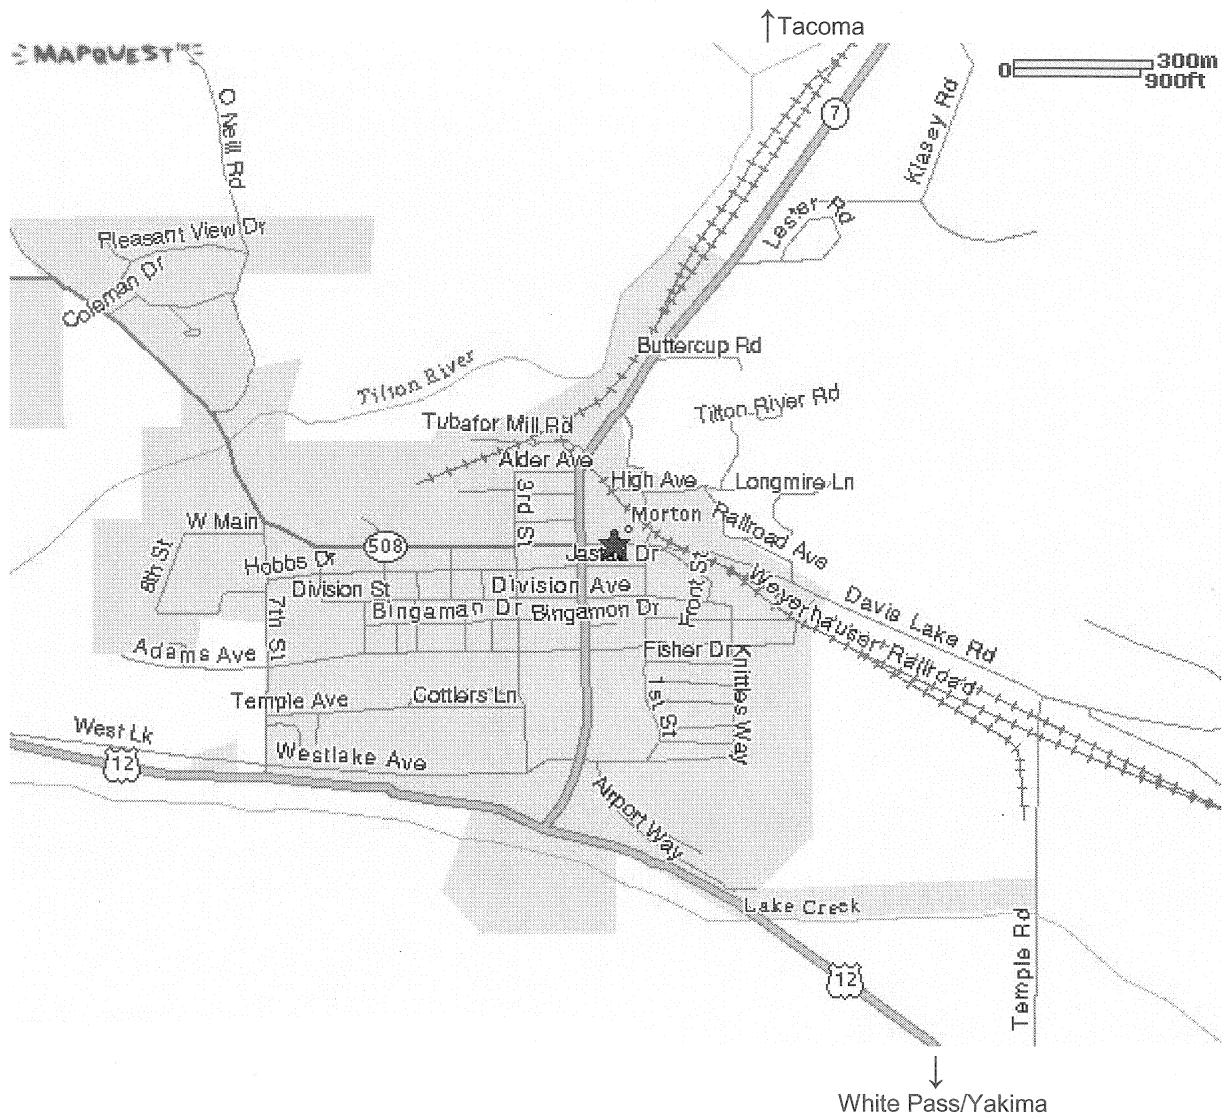 Tacoma
MAPQUEST
0 300m
900ft
O Neill Rd
7
Klasey Rd
Lester Rd
Pleasant View Dr
Coleman Dr
Buttercup Rd
Tilton River
Tilton River Rd
Tubafor Mill Rd
Alder Ave
High Ave
Longmire Ln
3rd St
Morton
Railroad Ave
W Main
508
8th St
Hobbs Dr
Division St
Division Ave
Front St
Weyerhauser Railroad
Davis Lake Rd
Bingaman Dr
Bingamon Dr
7th St
Adams Ave
Fisher Dr
Knittles Way
1st St
Temple Ave
Cottlers Ln
West Lk
12
Westlake Ave
Airport Way
Lake Creek
Temple Rd
12
White Pass/Yakima